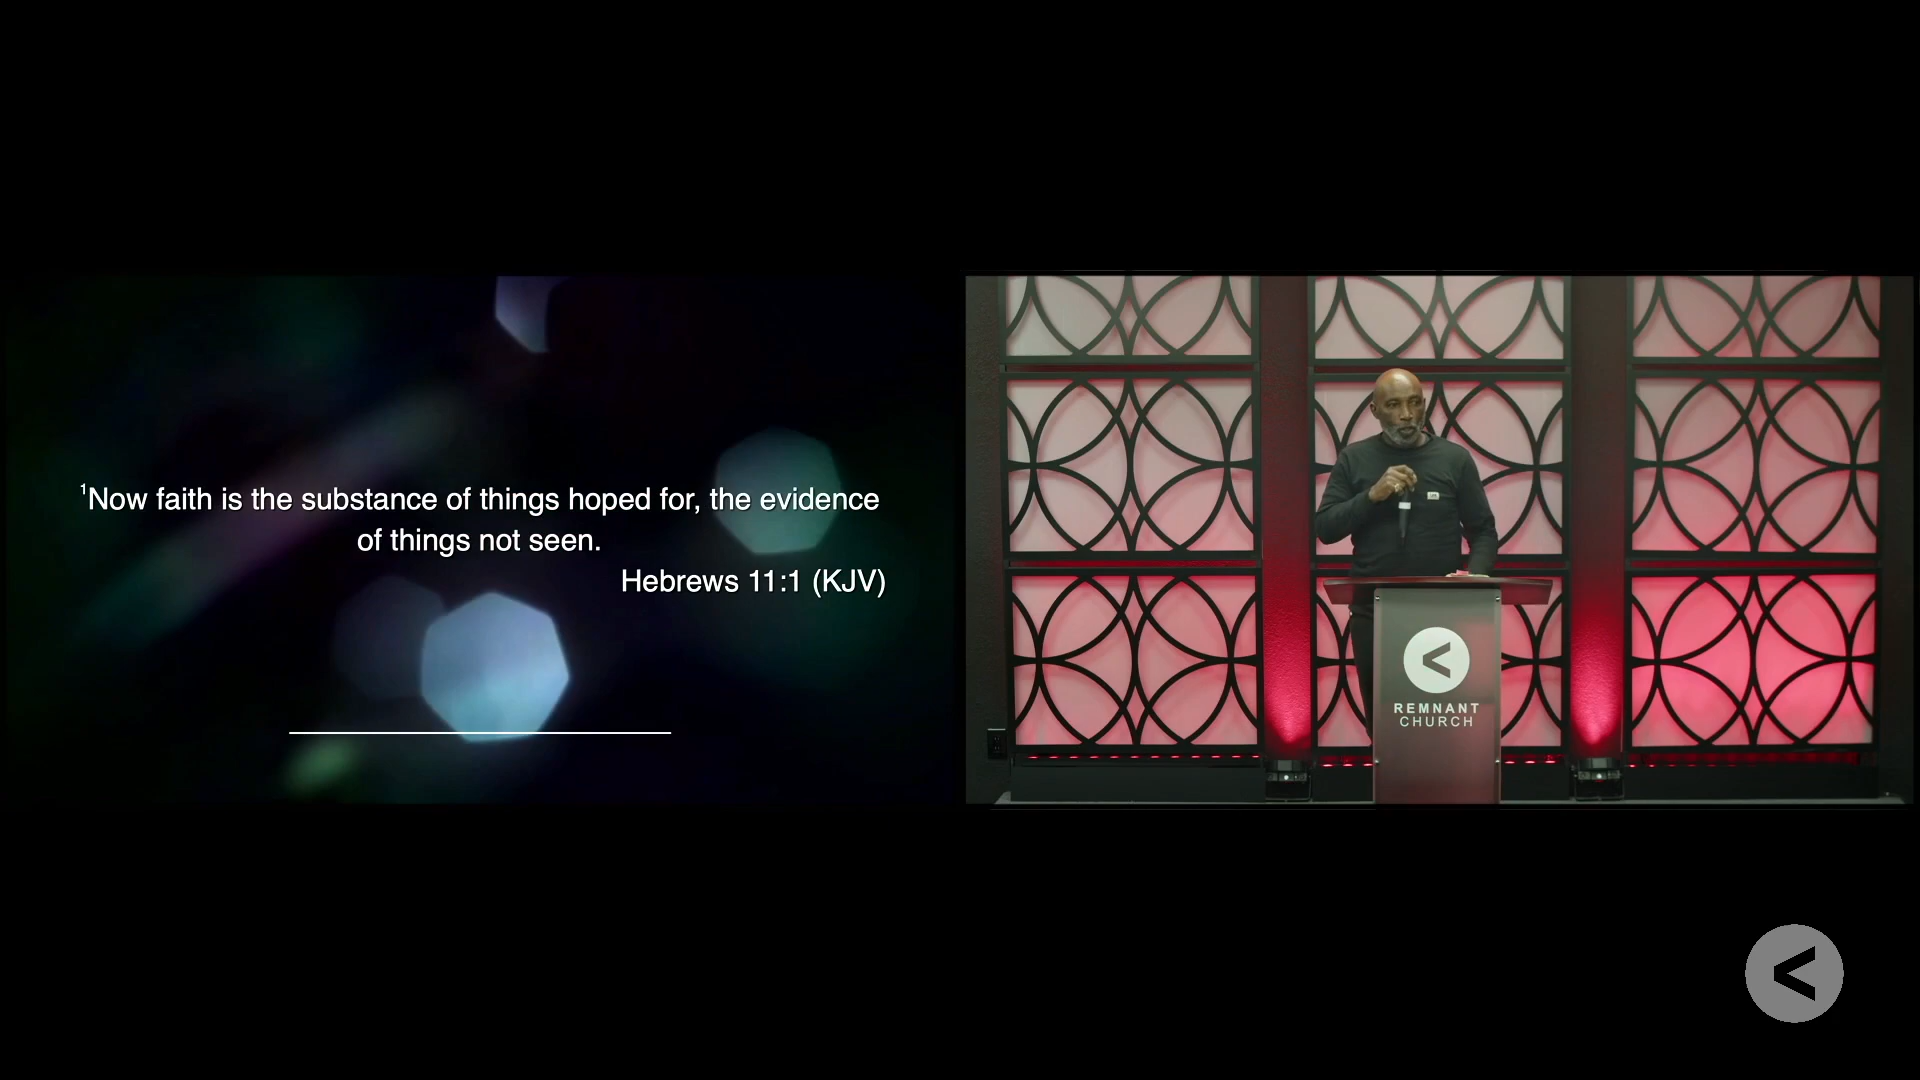 ¹Now faith is the substance of things hoped for, the evidence
of things not seen.
Hebrews 11:1 (KJV)
REMNANT
CHURCH